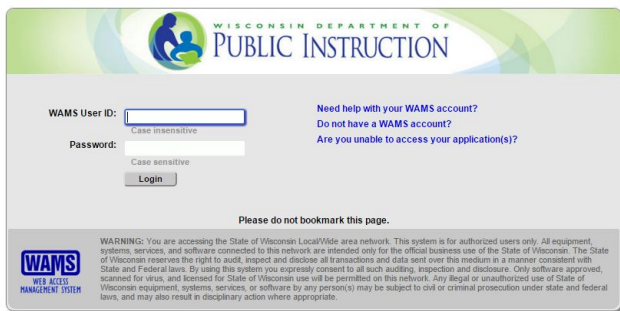 WISCONSIN DEPARTMENT OF
PUBLIC INSTRUCTION
WAMS User ID:
Case insensitive
Password:
Case sensitive
Login
Need help with your WAMS account?
Do not have a WAMS account?
Are you unable to access your application(s)?
Please do not bookmark this page.
WAMS
WEB ACCESS
MANAGEMENT SYSTEM
WARNING: You are accessing the State of Wisconsin Local/Wide area network. This system is for authorized users only. All equipment,
systems, services, and software connected to this network are intended only for the official business use of the State of Wisconsin. The State
of Wisconsin reserves the right to audit, inspect and disclose all transactions and data sent over this medium in a manner consistent with
State and Federal laws. By using this system you expressly consent to all such auditing, inspection and disclosure. Only software approved,
scanned for virus, and licensed for State of Wisconsin use will be permitted on this network. Any illegal or unauthorized use of State of
Wisconsin equipment, systems, services, or software by any person(s) may be subject to civil or criminal prosecution under state and federal
laws, and may also result in disciplinary action where appropriate.